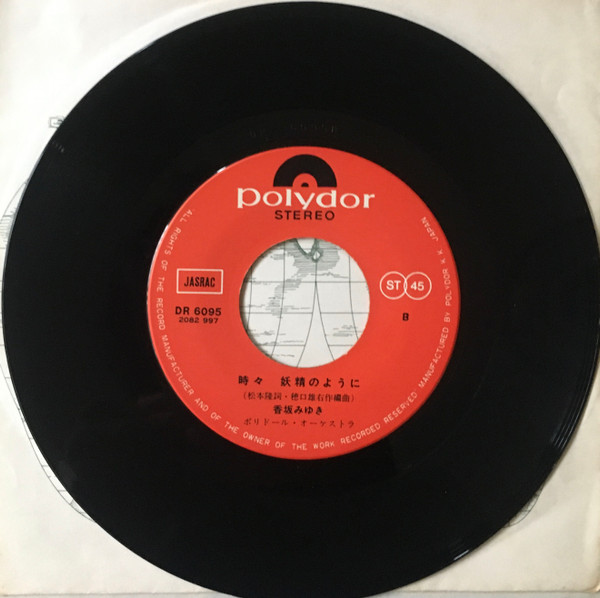 polydor
STEREO
JASRAC
ST 45
DR 6095
2082 997
B
時々 妖精のように
(松本隆詞・穂口雄右作編曲)
香坂みゆき
ポリドール・オーケストラ
ALL RIGHTS OF THE RECORD MANUFACTURER AND OF THE OWNER OF THE WORK RECORDED RESERVED. MANUFACTURED BY POLYDOR K.K. JAPAN